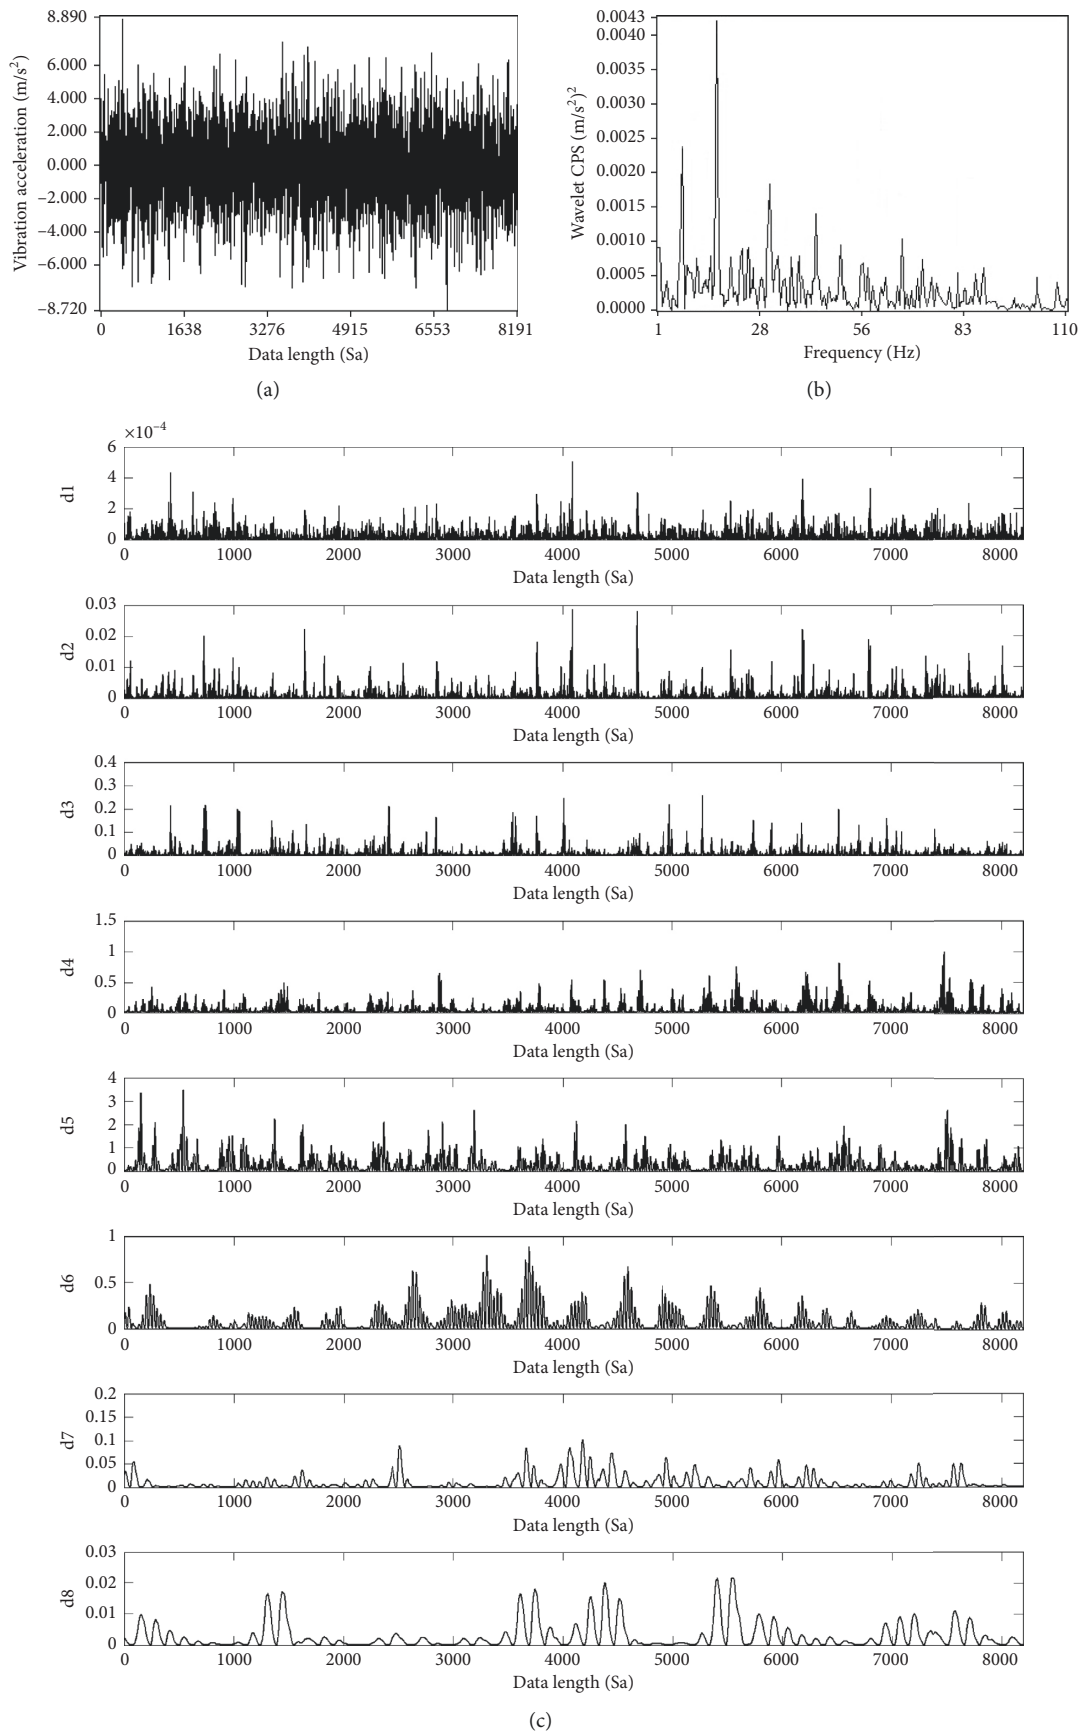 8.890
6.000
4.000
2.000
0.000
−2.000
−4.000
−6.000
−8.720
Vibration acceleration (m/s²)
0 1638 3276 4915 6553 8191
Data length (Sa)
(a)
0.0043
0.0040
0.0035
0.0030
0.0025
0.0020
0.0015
0.0010
0.0005
0.0000
Wavelet CPS (m/s²)²
1 28 56 83 110
Frequency (Hz)
(b)
×10⁻⁴
6
4
2
0
d1
0 1000 2000 3000 4000 5000 6000 7000 8000
Data length (Sa)
0.03
0.02
0.01
0
d2
0 1000 2000 3000 4000 5000 6000 7000 8000
Data length (Sa)
0.4
0.3
0.2
0.1
0
d3
0 1000 2000 3000 4000 5000 6000 7000 8000
Data length (Sa)
1.5
1
0.5
0
d4
0 1000 2000 3000 4000 5000 6000 7000 8000
Data length (Sa)
4
3
2
1
0
d5
0 1000 2000 3000 4000 5000 6000 7000 8000
Data length (Sa)
1
0.5
0
d6
0 1000 2000 3000 4000 5000 6000 7000 8000
Data length (Sa)
0.2
0.15
0.1
0.05
0
d7
0 1000 2000 3000 4000 5000 6000 7000 8000
Data length (Sa)
0.03
0.02
0.01
0
d8
0 1000 2000 3000 4000 5000 6000 7000 8000
Data length (Sa)
(c)